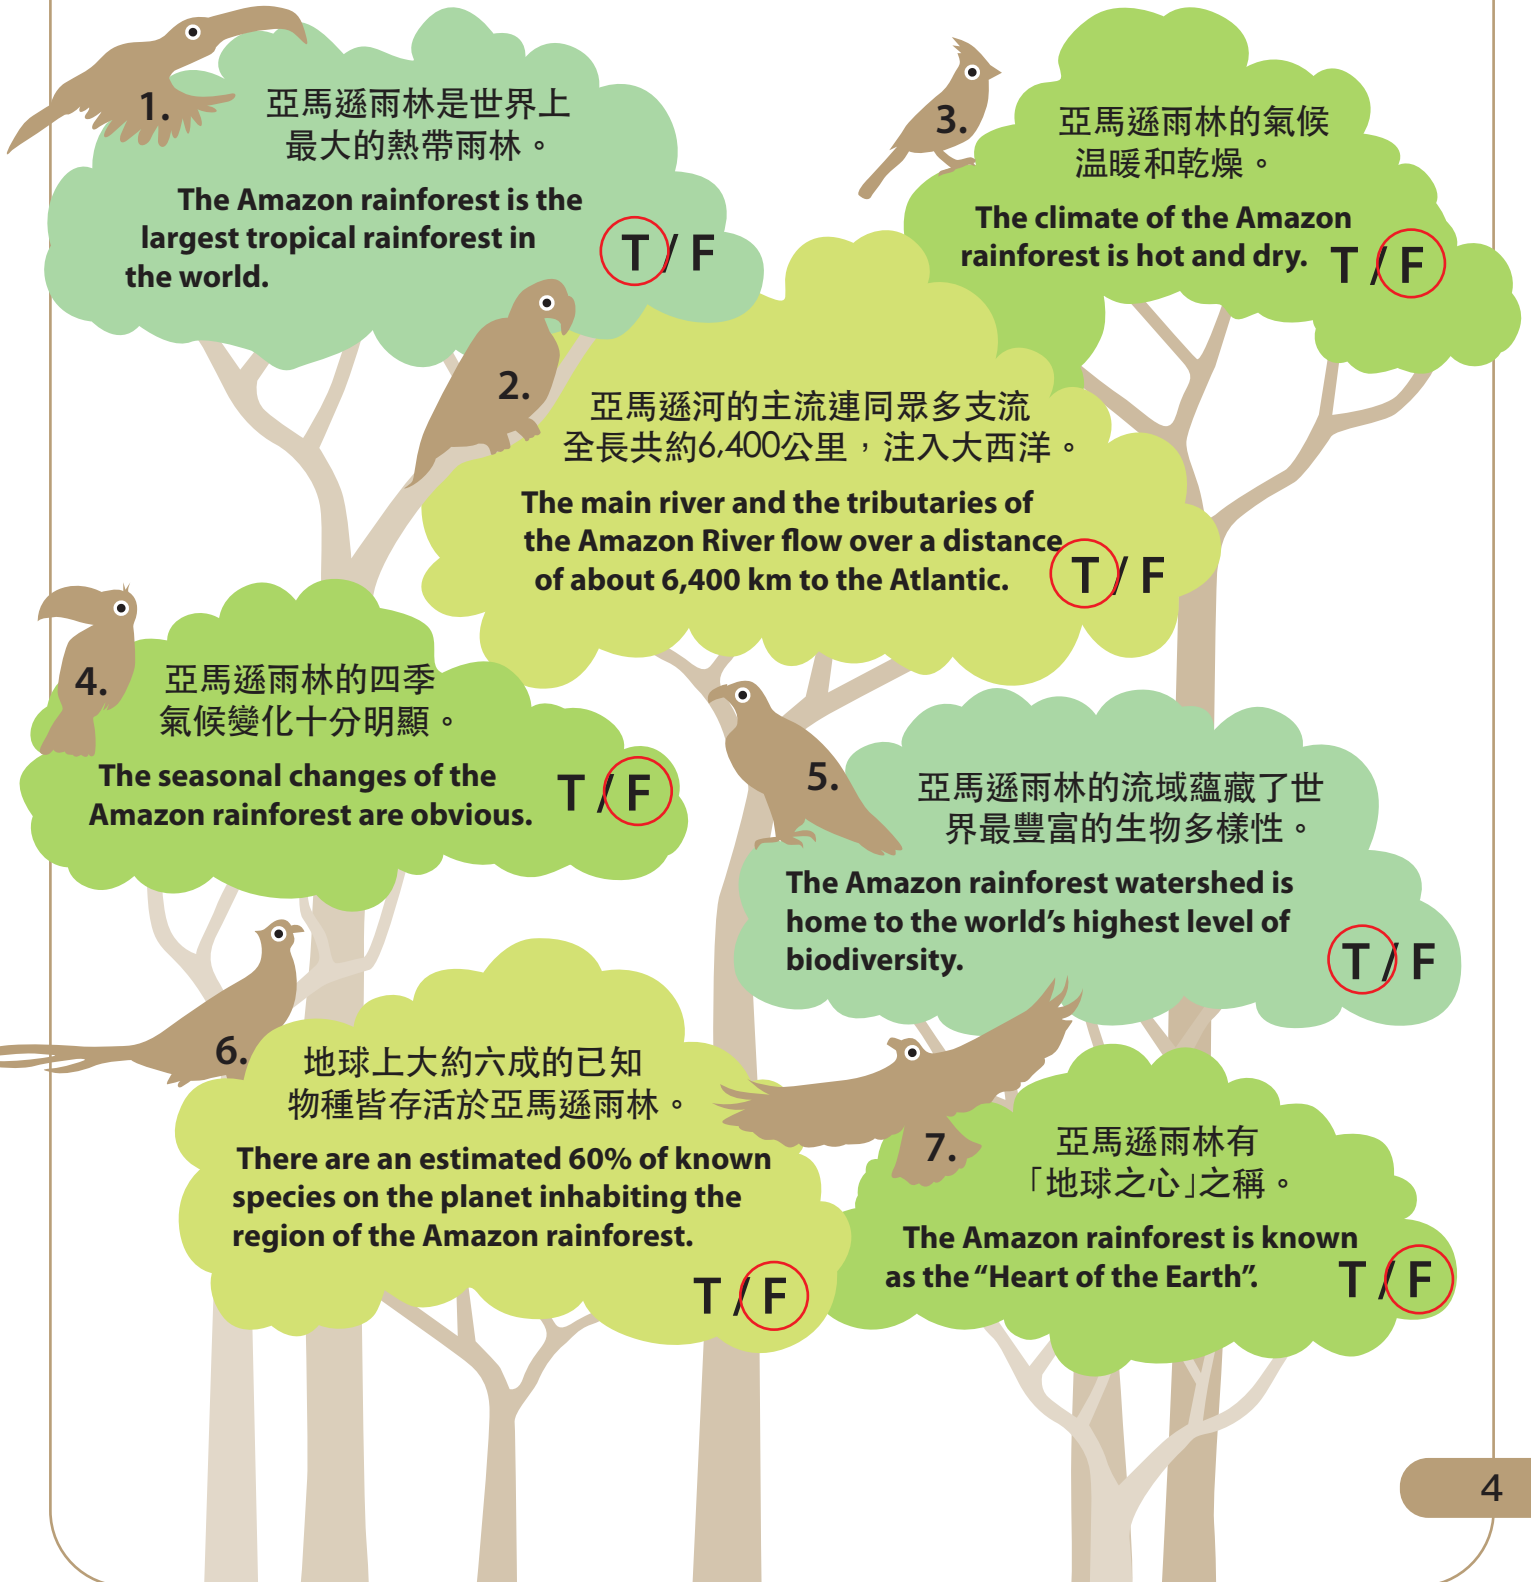 1.
亞馬遜雨林是世界上
最大的熱帶雨林。
The Amazon rainforest is the
largest tropical rainforest in
the world.
T / F
2.
亞馬遜河的主流連同眾多支流
全長共約6,400公里，注入大西洋。
The main river and the tributaries of
the Amazon River flow over a distance
of about 6,400 km to the Atlantic.
T / F
3.
亞馬遜雨林的氣候
温暖和乾燥。
The climate of the Amazon
rainforest is hot and dry.
T / F
4.
亞馬遜雨林的四季
氣候變化十分明顯。
The seasonal changes of the
Amazon rainforest are obvious.
T / F
5.
亞馬遜雨林的流域蘊藏了世
界最豐富的生物多樣性。
The Amazon rainforest watershed is
home to the world’s highest level of
biodiversity.
T / F
6.
地球上大約六成的已知
物種皆存活於亞馬遜雨林。
There are an estimated 60% of known
species on the planet inhabiting the
region of the Amazon rainforest.
T / F
7.
亞馬遜雨林有
「地球之心」之稱。
The Amazon rainforest is known
as the “Heart of the Earth”.
T / F
4